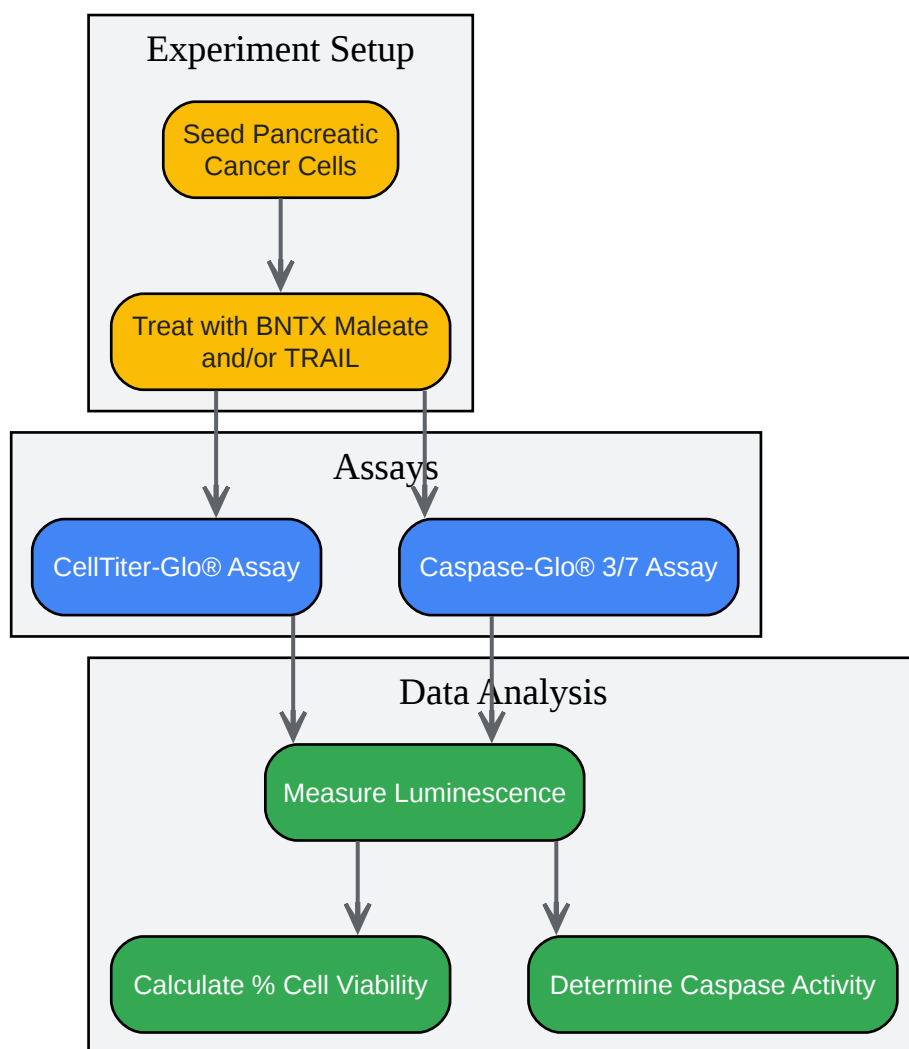 Experiment Setup
Seed Pancreatic
Cancer Cells
Treat with BNTX Maleate
and/or TRAIL
Assays
CellTiter-Glo® Assay
Caspase-Glo® 3/7 Assay
Data Analysis
Measure Luminescence
Calculate % Cell Viability
Determine Caspase Activity